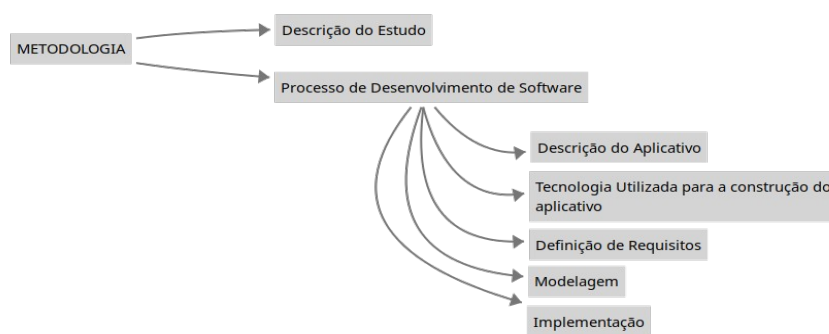 METODOLOGIA
Descrição do Estudo
Processo de Desenvolvimento de Software
Descrição do Aplicativo
Tecnologia Utilizada para a construção do
aplicativo
Definição de Requisitos
Modelagem
Implementação